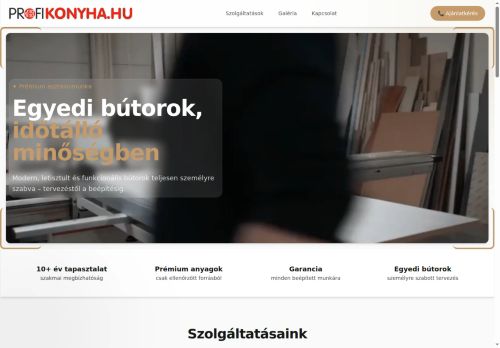 PROFIKONYHA.HU
Szolgáltatások Galéria Kapcsolat
📞 Ajánlatkérés
✦ Prémium asztalosmunka
Egyedi bútorok,
időtálló
minőségben
Modern, letisztult és funkcionális bútorok teljesen személyre
szabva – tervezéstől a beépítésig.
10+ év tapasztalat
szakmai megbízhatóság
Prémium anyagok
csak ellenőrzött forrásból
Garancia
minden beépített munkára
Egyedi bútorok
személyre szabott tervezés
Szolgáltatásaink